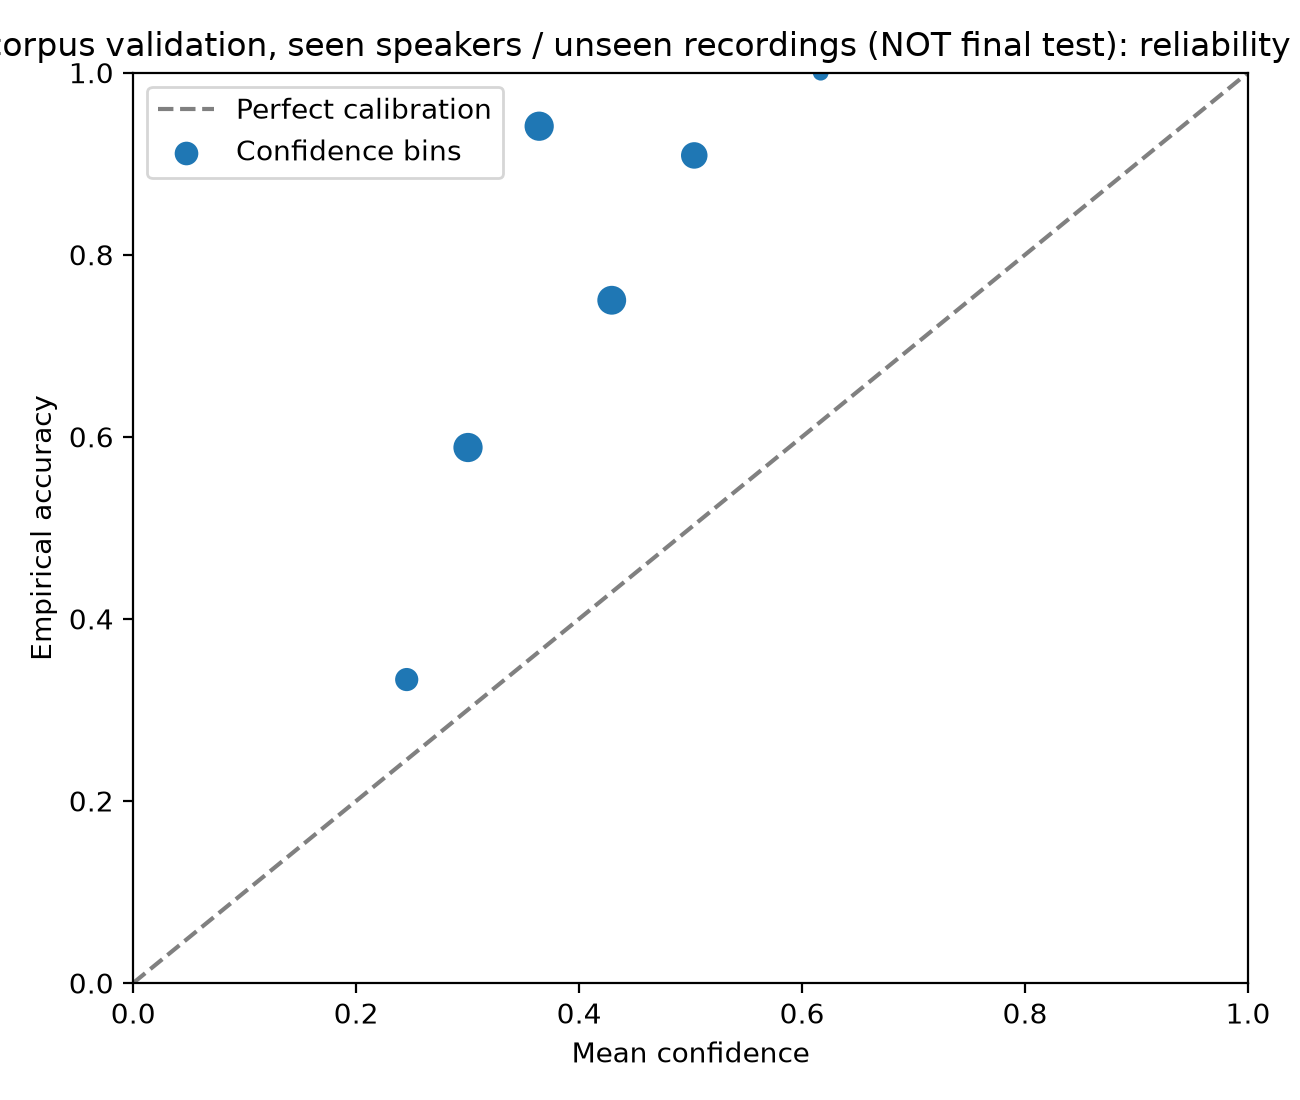 corpus validation, seen speakers / unseen recordings (NOT final test): reliability
Perfect calibration
Confidence bins
1.0
0.8
0.6
0.4
0.2
0.0
Empirical accuracy
0.0 0.2 0.4 0.6 0.8 1.0
Mean confidence